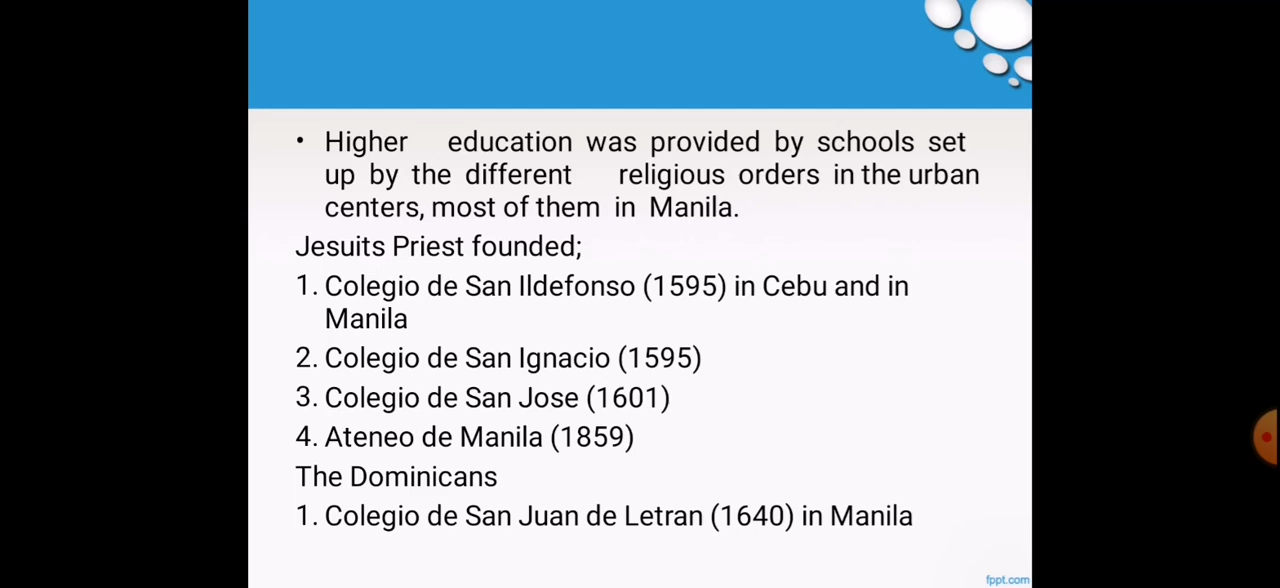 • Higher education was provided by schools set
up by the different religious orders in the urban
centers, most of them in Manila.
Jesuits Priest founded;
1. Colegio de San Ildefonso (1595) in Cebu and in
Manila
2. Colegio de San Ignacio (1595)
3. Colegio de San Jose (1601)
4. Ateneo de Manila (1859)
The Dominicans
1. Colegio de San Juan de Letran (1640) in Manila
fppt.com